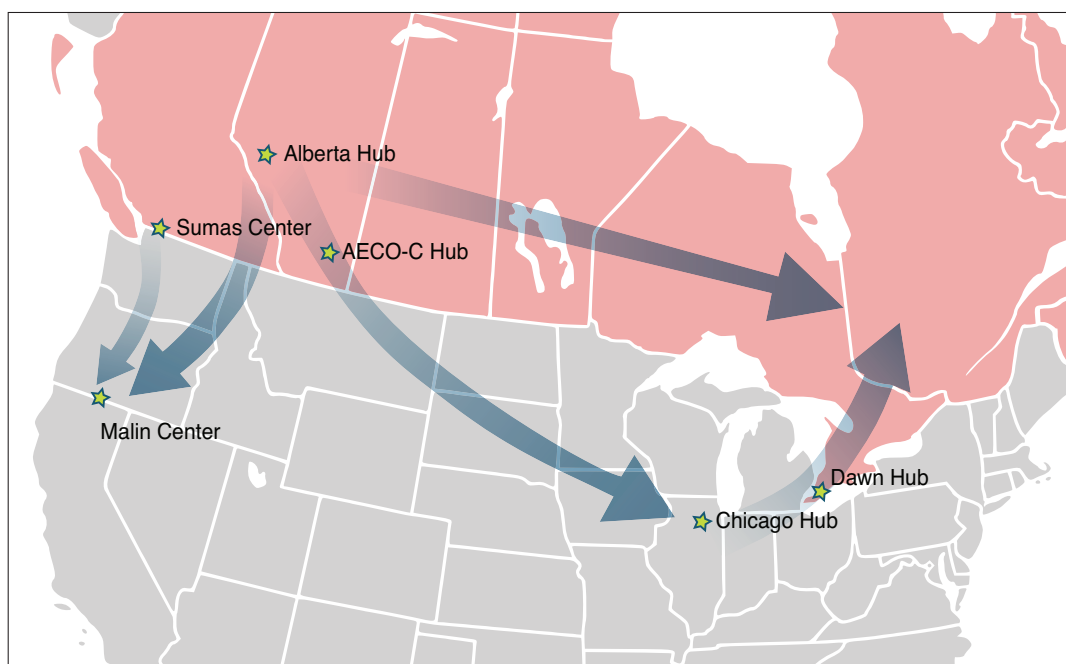 Alberta Hub
Sumas Center
AECO-C Hub
Malin Center
Dawn Hub
Chicago Hub